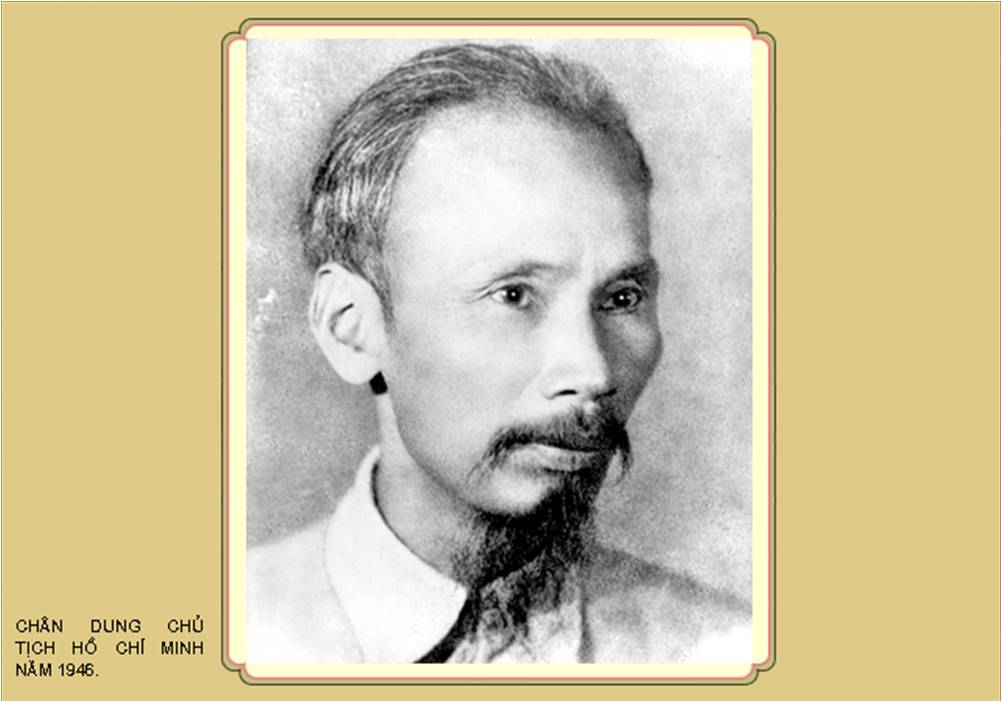 CHÂN DUNG CHỦ
TỊCH HỒ CHÍ MINH
NĂM 1946.